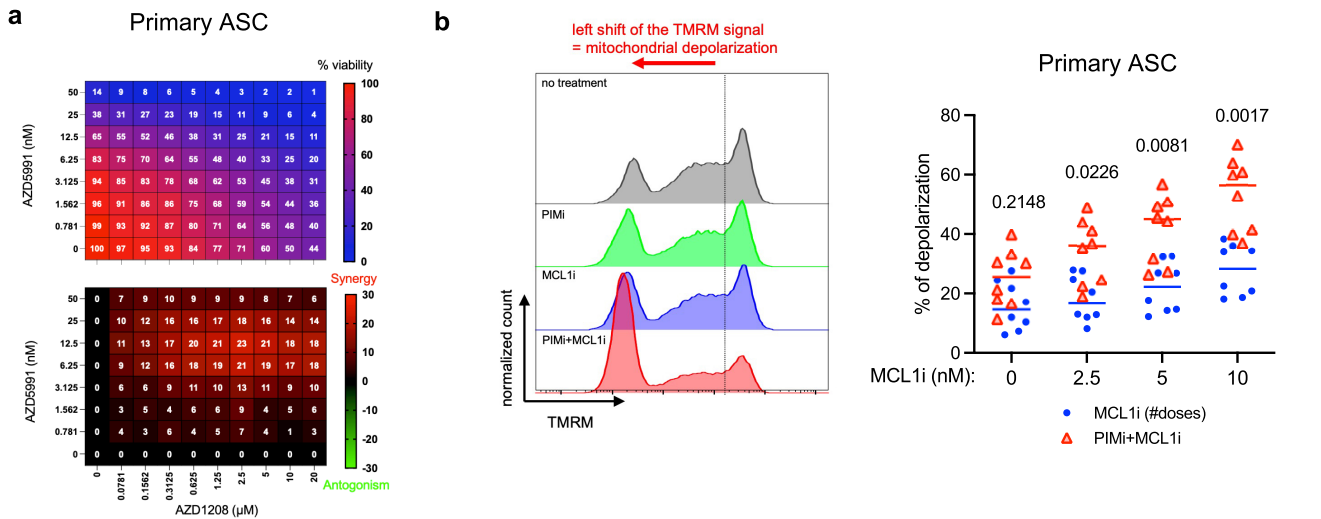 a
Primary ASC
% viability
50 14 9 8 6 5 4 3 2 2 1
25 38 31 27 23 19 15 11 9 6 4
12.5 65 55 52 46 38 31 25 21 15 11
6.25 83 75 70 64 55 48 40 33 25 20
3.125 94 85 83 78 68 62 53 45 38 31
1.562 96 91 86 86 75 68 59 54 44 36
0.781 99 93 92 87 80 71 64 56 48 40
0 100 97 95 93 84 77 71 60 50 44
AZD5991 (nM)
100
80
60
40
20
0
Synergy
50 0 7 9 10 9 9 9 8 7 6
25 0 10 12 16 16 17 18 16 14 14
12.5 0 11 13 17 20 21 23 21 18 18
6.25 0 9 12 16 18 19 21 19 17 18
3.125 0 6 6 9 11 10 13 11 9 10
1.562 0 3 5 4 6 6 9 4 5 6
0.781 0 4 3 6 4 5 7 4 1 3
0 0 0 0 0 0 0 0 0 0 0
AZD5991 (nM)
30
20
10
0
-10
-20
-30
Antogonism
0 0.0781 0.1562 0.3125 0.625 1.25 2.5 5 10 20
AZD1208 (µM)
b
left shift of the TMRM signal
= mitochondrial depolarization
no treatment
PIMi
MCL1i
PIMi+MCL1i
normalized count
TMRM
Primary ASC
% of depolarization
80
60
40
20
0
0.2148
0.0226
0.0081
0.0017
MCL1i (nM): 0 2.5 5 10
MCL1i (#doses)
PIMi+MCL1i